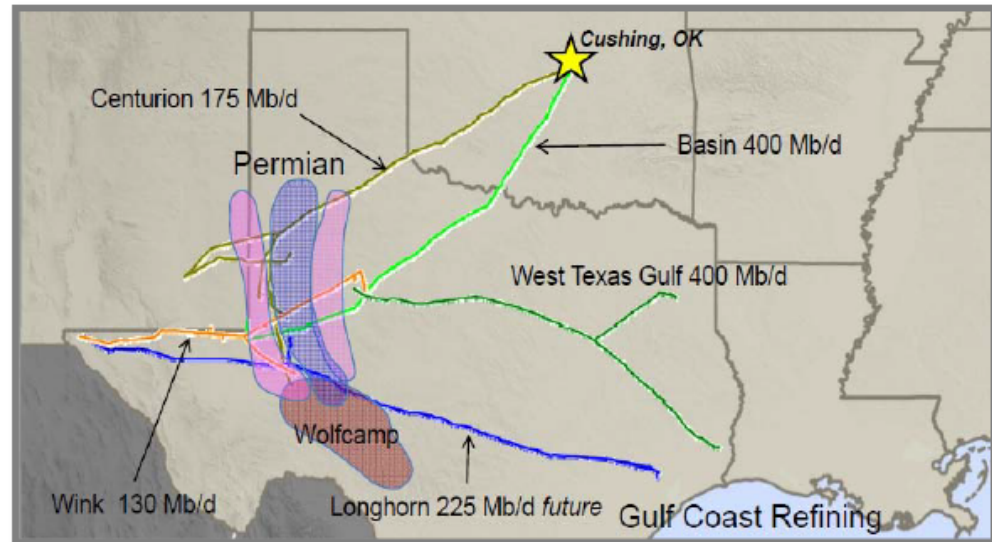 Cushing, OK
Centurion 175 Mb/d
Basin 400 Mb/d
Permian
West Texas Gulf 400 Mb/d
Wolfcamp
Wink 130 Mb/d
Longhorn 225 Mb/d future
Gulf Coast Refining